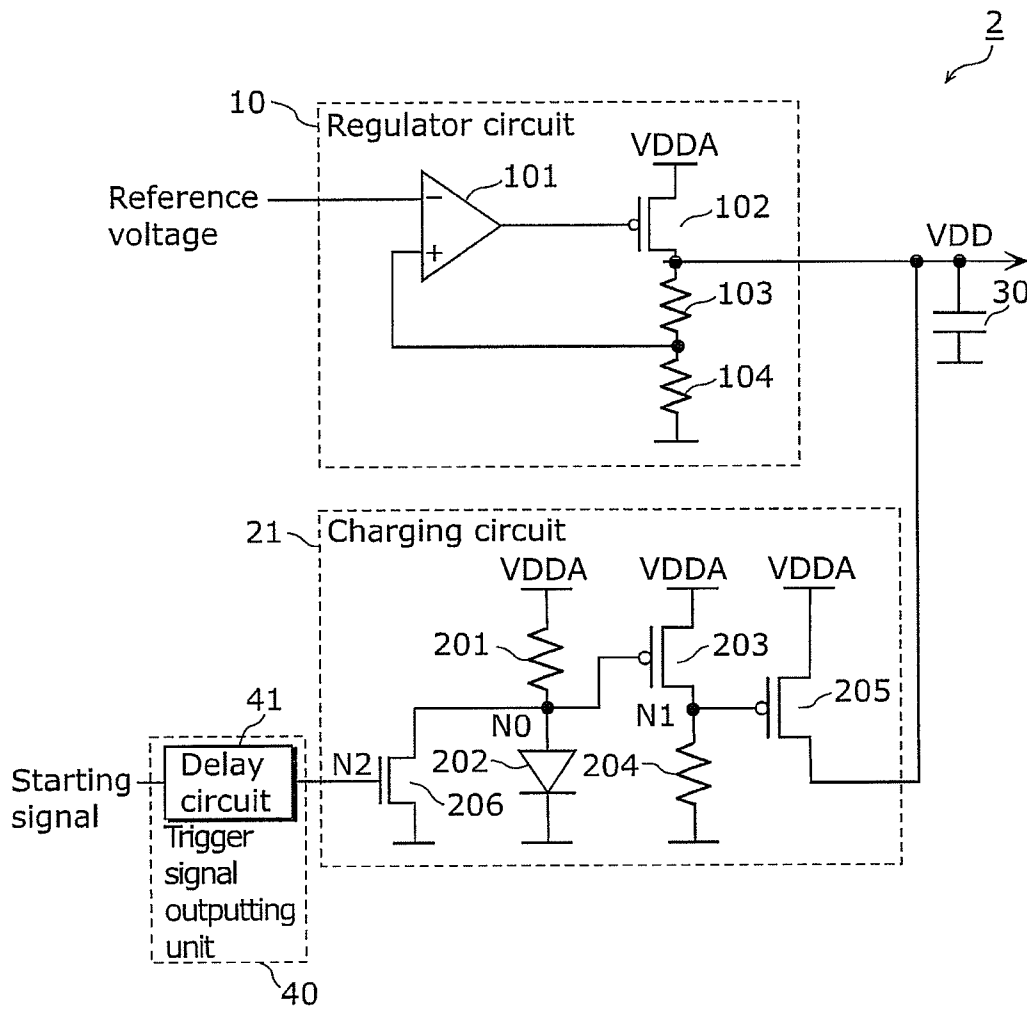 2
10
Regulator circuit
VDDA
101
Reference
voltage
−
+
102
VDD
103
30
104
21
Charging circuit
VDDA
VDDA
VDDA
201
203
205
41
N0
N1
Delay
circuit
N2
202
204
206
Starting
signal
Trigger
signal
outputting
unit
40